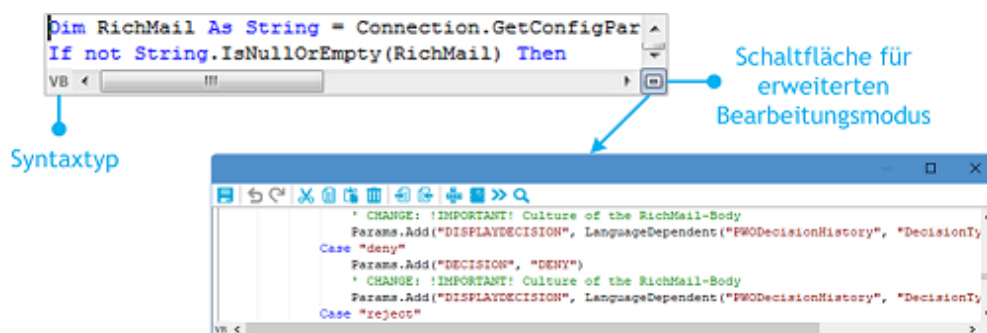 Dim RichMail As String = Connection.GetConfigPar
If not String.IsNullOrEmpty(RichMail) Then
VB
Schaltfläche für
erweiterten
Bearbeitungsmodus
Syntaxtyp
' CHANGE: !IMPORTANT! Culture of the RichMail-Body
Params.Add("DISPLAYDECISION", LanguageDependent("PWODecisionHistory", "DecisionTy
Case "deny"
Params.Add("DECISION", "DENY")
' CHANGE: !IMPORTANT! Culture of the RichMail-Body
Params.Add("DISPLAYDECISION", LanguageDependent("PWODecisionHistory", "DecisionTy
Case "reject"
VB